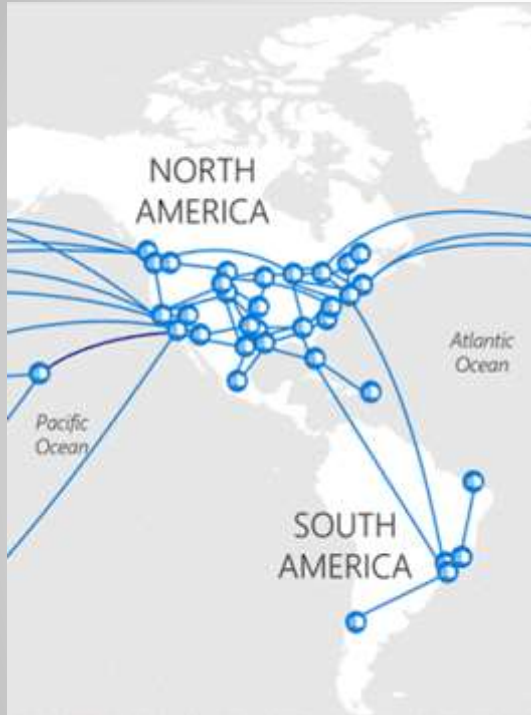 NORTH
AMERICA
Atlantic
Ocean
Pacific
Ocean
SOUTH
AMERICA